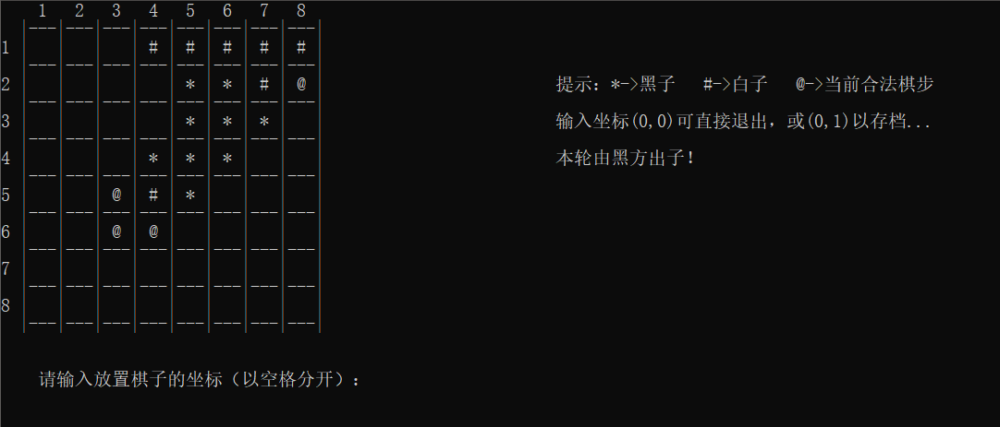 1 2 3 4 5 6 7 8
1 # # # # #
2 * * # @
提示：*->黑子 #->白子 @->当前合法棋步
3 * * *
输入坐标(0,0)可直接退出，或(0,1)以存档...
4 * * *
本轮由黑方出子！
5 @ # *
6 @ @
7
8
请输入放置棋子的坐标（以空格分开）：